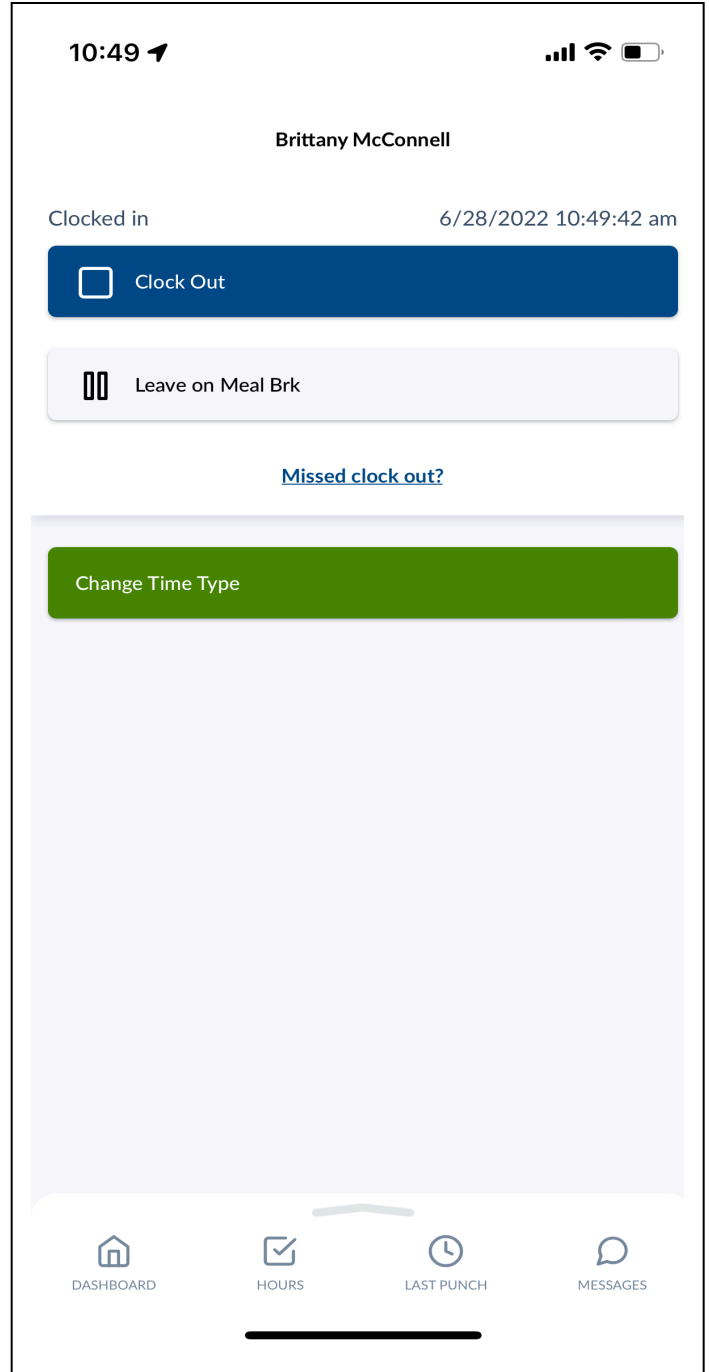 10:49
Brittany McConnell
Clocked in 6/28/2022 10:49:42 am
Clock Out
Leave on Meal Brk
Missed clock out?
Change Time Type
DASHBOARD HOURS LAST PUNCH MESSAGES